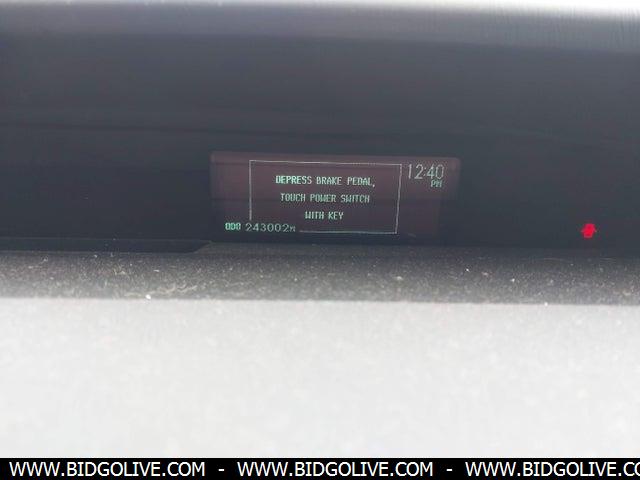 12:40
PM
DEPRESS BRAKE PEDAL,
TOUCH POWER SWITCH
WITH KEY
ODO 243002M
WWW.BIDGOLIVE.COM - WWW.BIDGOLIVE.COM - WWW.BIDGOLIVE.CO